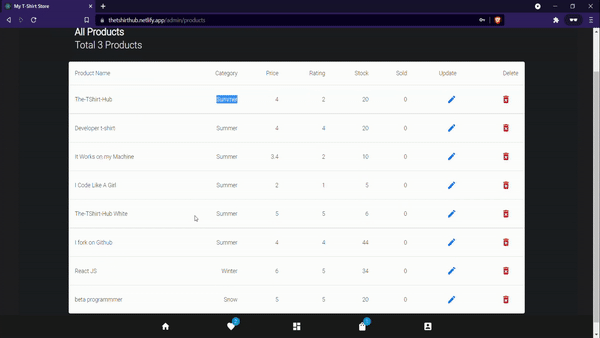 My T-Shirt Store
thetshirthub.netlify.app/admin/products
All Products
Total 3 Products
Product Name Category Price Rating Stock Sold Update Delete
The-TShirt-Hub Summer 4 2 20 0
Developer t-shirt Summer 4 4 20 0
It Works on my Machine Summer 3.4 2 10 0
I Code Like A Girl Summer 2 1 5 0
The-TShirt-Hub White Summer 5 5 6 0
I fork on Github Summer 4 4 44 0
React JS Winter 6 5 34 0
beta programmmer Snow 5 5 20 0